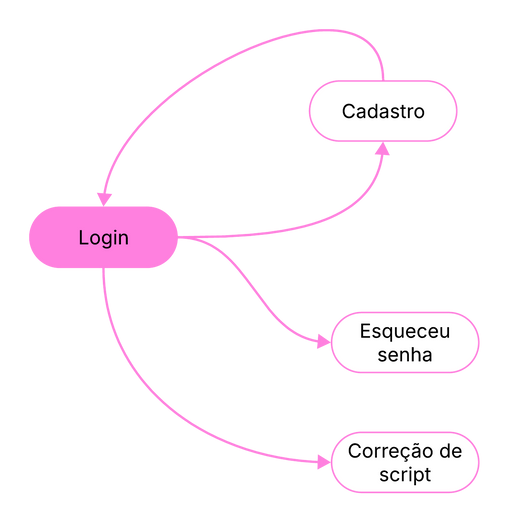 Cadastro
Login
Esqueceu
senha
Correção de
script